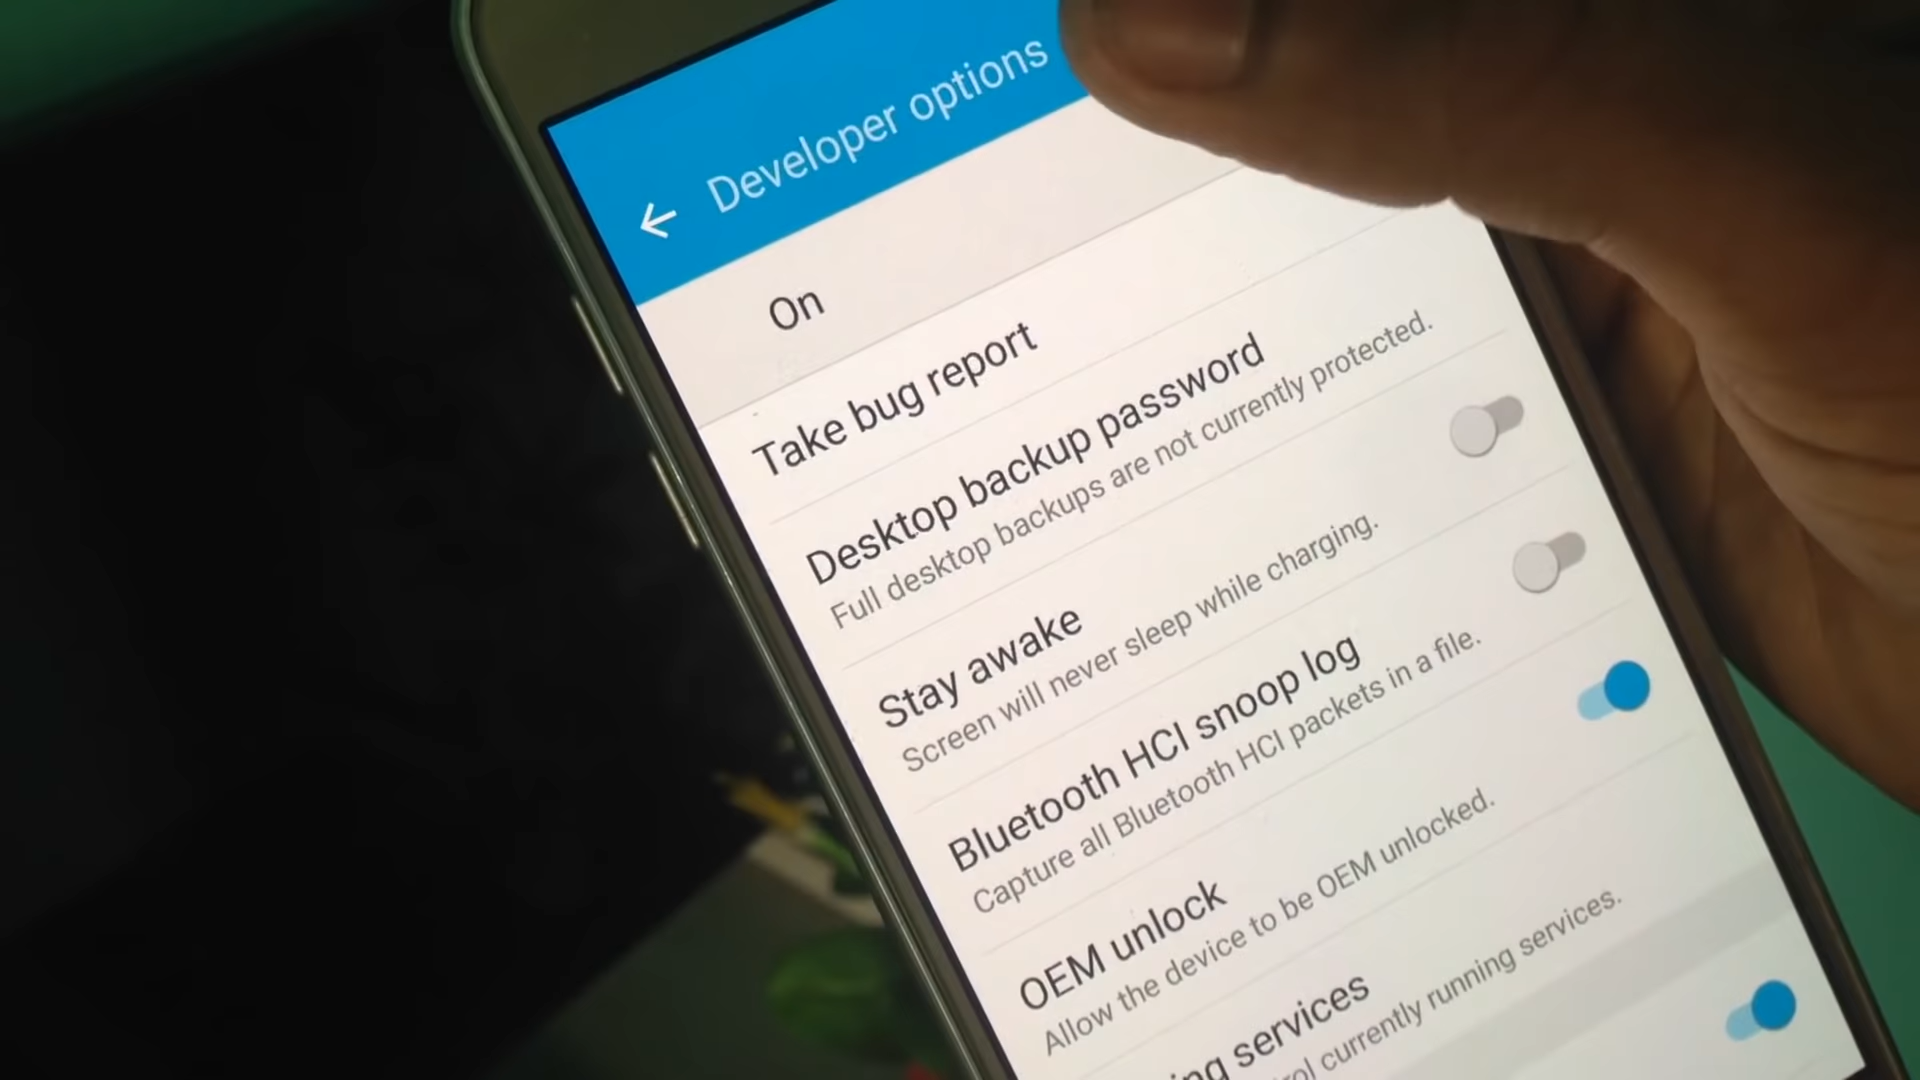 Developer options
On
Take bug report
Desktop backup password
Full desktop backups are not currently protected.
Stay awake
Screen will never sleep while charging.
Bluetooth HCI snoop log
Capture all Bluetooth HCI packets in a file.
OEM unlock
Allow the device to be OEM unlocked.
services
currently running services.